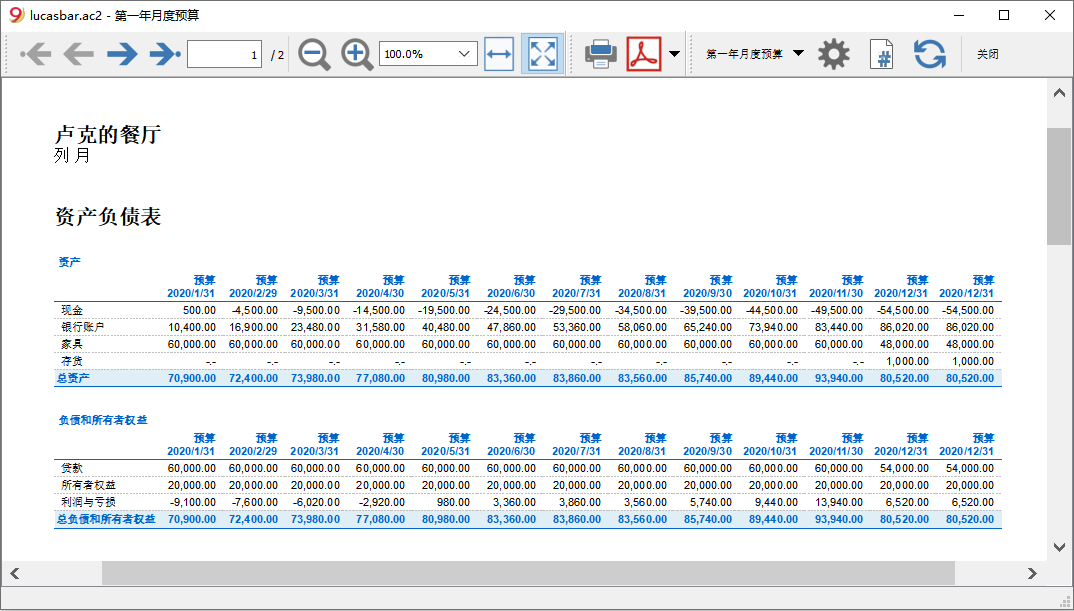 lucasbar.ac2 - 第一年月度预算
1 / 2 100.0% 第一年月度预算 # 关闭
卢克的餐厅
列 月
资产负债表
资产
预算 预算 预算 预算 预算 预算 预算 预算 预算 预算 预算 预算 预算
2020/1/31 2020/2/29 2020/3/31 2020/4/30 2020/5/31 2020/6/30 2020/7/31 2020/8/31 2020/9/30 2020/10/31 2020/11/30 2020/12/31 2020/12/31
现金 500.00 -4,500.00 -9,500.00 -14,500.00 -19,500.00 -24,500.00 -29,500.00 -34,500.00 -39,500.00 -44,500.00 -49,500.00 -54,500.00 -54,500.00
银行账户 10,400.00 16,900.00 23,480.00 31,580.00 40,480.00 47,860.00 53,360.00 58,060.00 65,240.00 73,940.00 83,440.00 86,020.00 86,020.00
家具 60,000.00 60,000.00 60,000.00 60,000.00 60,000.00 60,000.00 60,000.00 60,000.00 60,000.00 60,000.00 60,000.00 48,000.00 48,000.00
存货 -.- -.- -.- -.- -.- -.- -.- -.- -.- -.- -.- 1,000.00 1,000.00
总资产 70,900.00 72,400.00 73,980.00 77,080.00 80,980.00 83,360.00 83,860.00 83,560.00 85,740.00 89,440.00 93,940.00 80,520.00 80,520.00
负债和所有者权益
预算 预算 预算 预算 预算 预算 预算 预算 预算 预算 预算 预算 预算
2020/1/31 2020/2/29 2020/3/31 2020/4/30 2020/5/31 2020/6/30 2020/7/31 2020/8/31 2020/9/30 2020/10/31 2020/11/30 2020/12/31 2020/12/31
贷款 60,000.00 60,000.00 60,000.00 60,000.00 60,000.00 60,000.00 60,000.00 60,000.00 60,000.00 60,000.00 60,000.00 54,000.00 54,000.00
所有者权益 20,000.00 20,000.00 20,000.00 20,000.00 20,000.00 20,000.00 20,000.00 20,000.00 20,000.00 20,000.00 20,000.00 20,000.00 20,000.00
利润与亏损 -9,100.00 -7,600.00 -6,020.00 -2,920.00 980.00 3,360.00 3,860.00 3,560.00 5,740.00 9,440.00 13,940.00 6,520.00 6,520.00
总负债和所有者权益 70,900.00 72,400.00 73,980.00 77,080.00 80,980.00 83,360.00 83,860.00 83,560.00 85,740.00 89,440.00 93,940.00 80,520.00 80,520.00